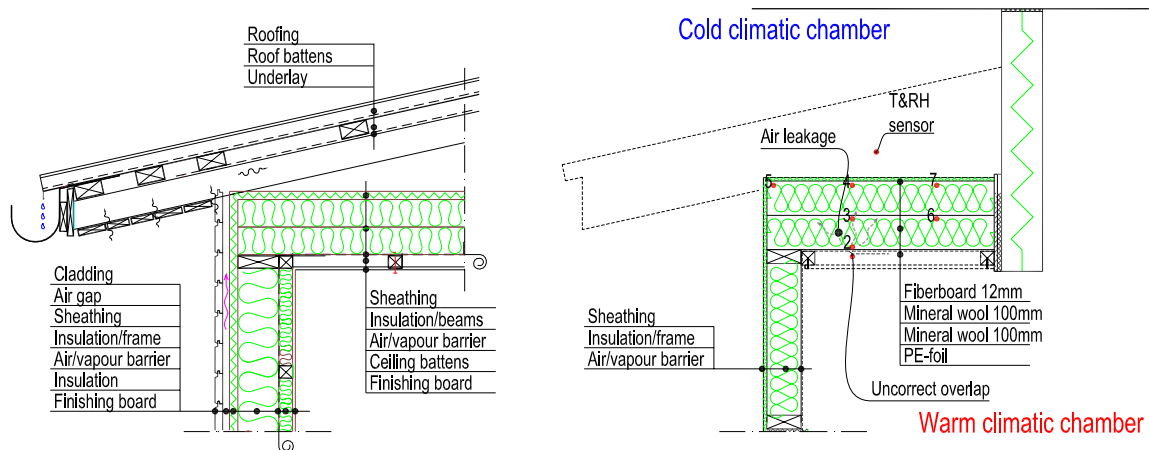 Roofing
Roof battens
Underlay
Cladding
Air gap
Sheathing
Insulation/frame
Air/vapour barrier
Insulation
Finishing board
Sheathing
Insulation/beams
Air/vapour barrier
Ceiling battens
Finishing board
Cold climatic chamber
T&RH
sensor
Air leakage
5
4
7
3
6
2
1
Fiberboard 12mm
Mineral wool 100mm
Mineral wool 100mm
PE-foil
Sheathing
Insulation/frame
Air/vapour barrier
Uncorrect overlap
Warm climatic chamber